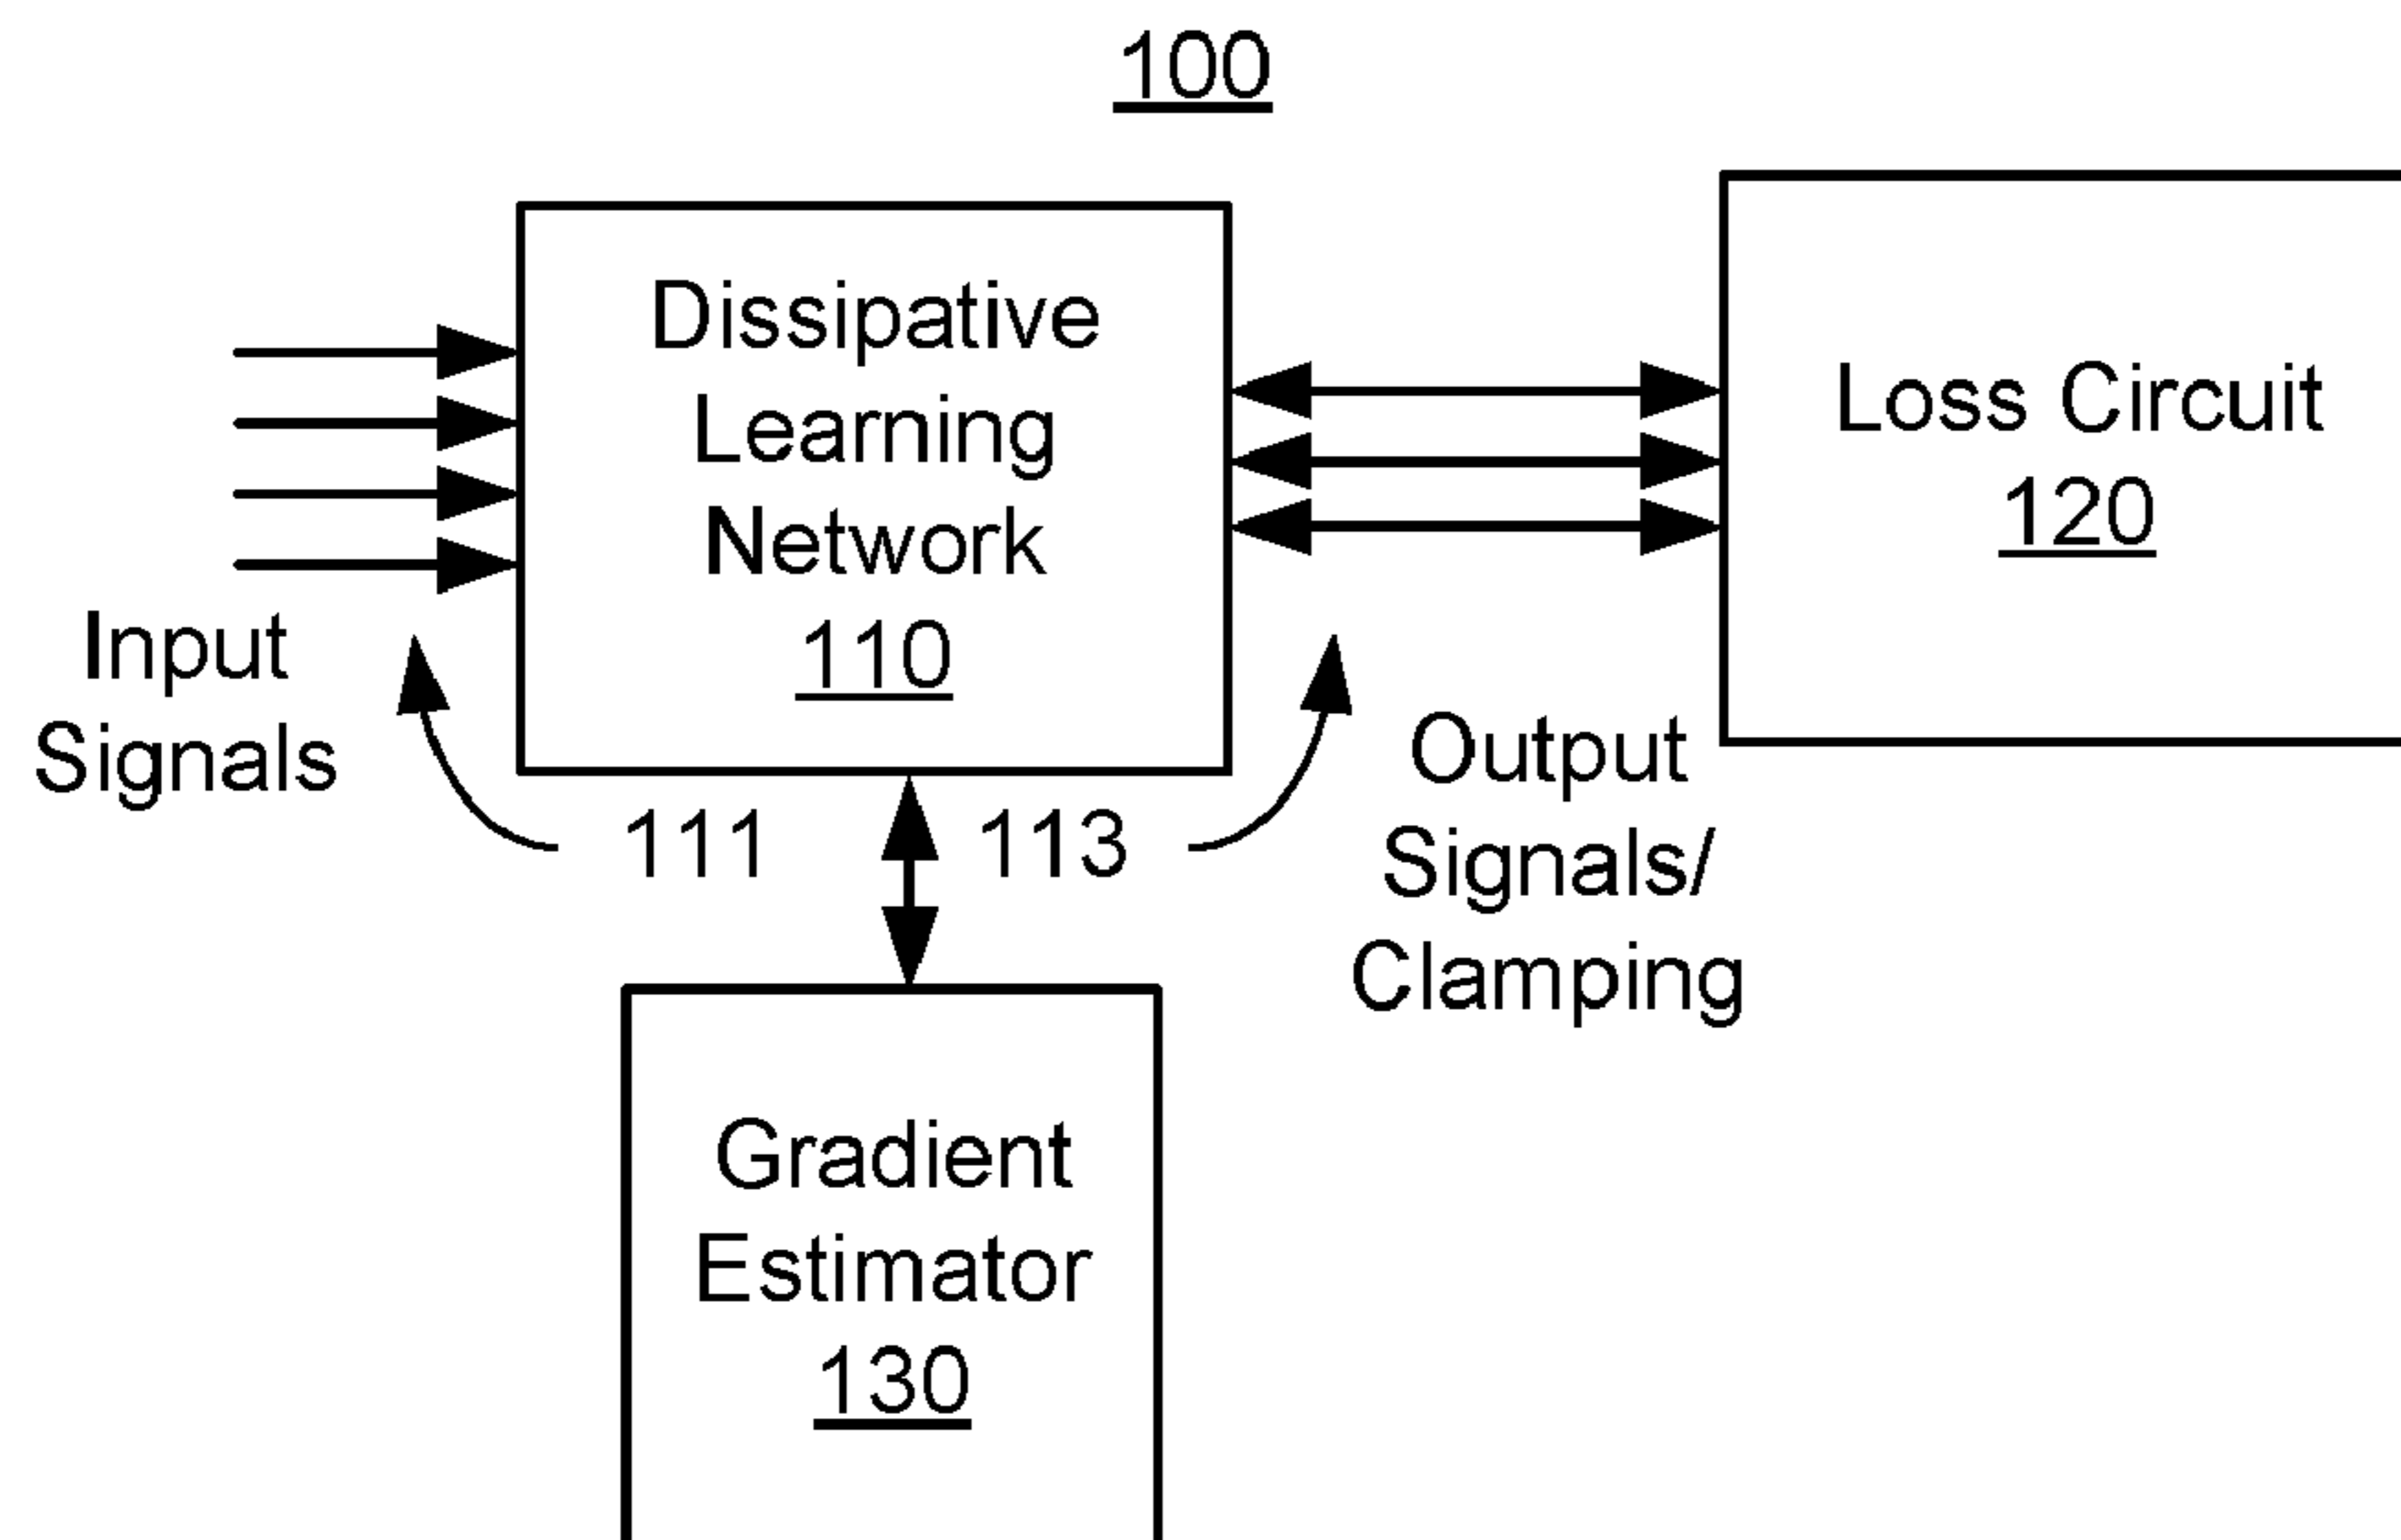 100
Dissipative
Learning
Network
110
Loss Circuit
120
Input
Signals
111
113
Output
Signals/
Clamping
Gradient
Estimator
130